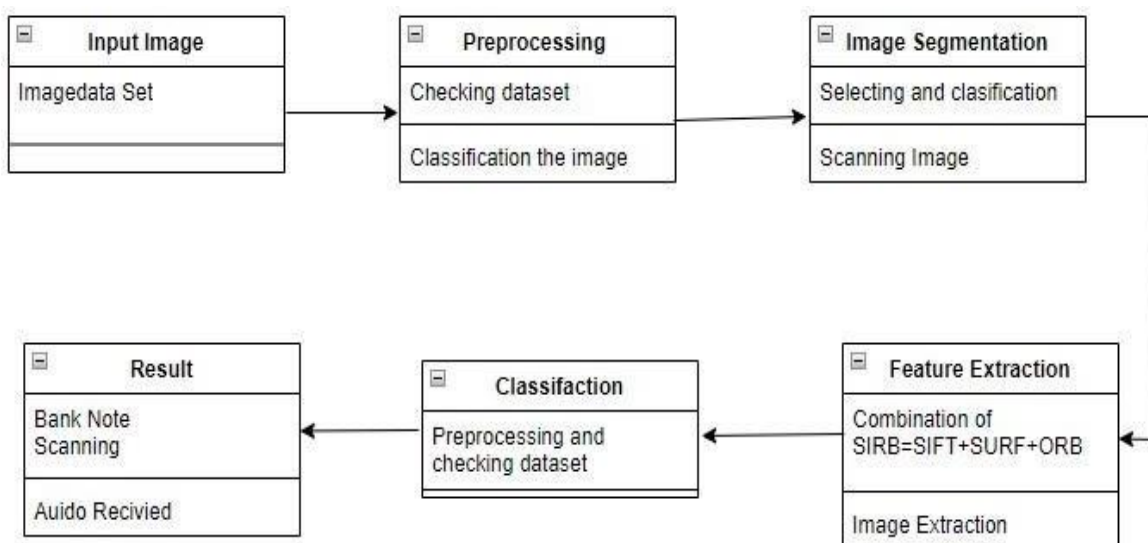 Input Image
Imagedata Set
Preprocessing
Checking dataset
Classification the image
Image Segmentation
Selecting and clasification
Scanning Image
Feature Extraction
Combination of
SIRB=SIFT+SURF+ORB
Image Extraction
Classifaction
Preprocessing and
checking dataset
Result
Bank Note
Scanning
Auido Recivied